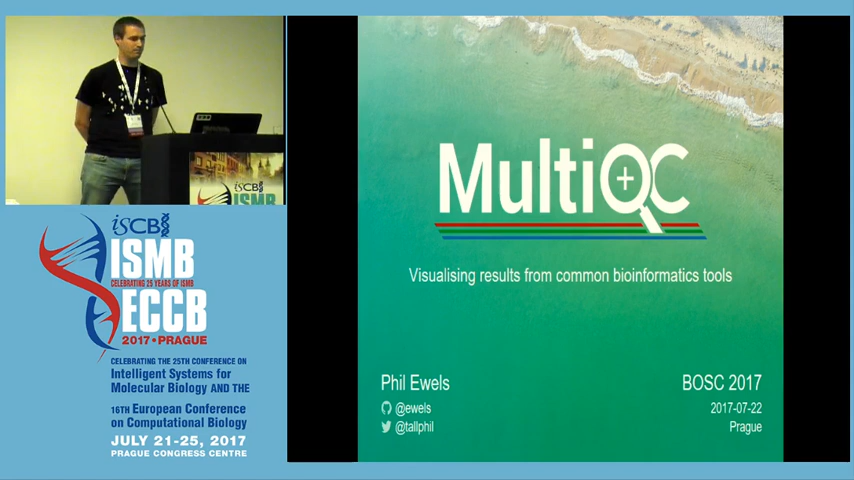 iSCB
ISMB
iSCB
ISMB
CELEBRATING 25 YEARS OF ISMB
ECCB
2017 • PRAGUE
CELEBRATING THE 25TH CONFERENCE ON
Intelligent Systems for
Molecular Biology AND THE
16TH European Conference
on Computational Biology
JULY 21-25, 2017
PRAGUE CONGRESS CENTRE
MultiQC
Visualising results from common bioinformatics tools
Phil Ewels
@ewels
@tallphil
BOSC 2017
2017-07-22
Prague